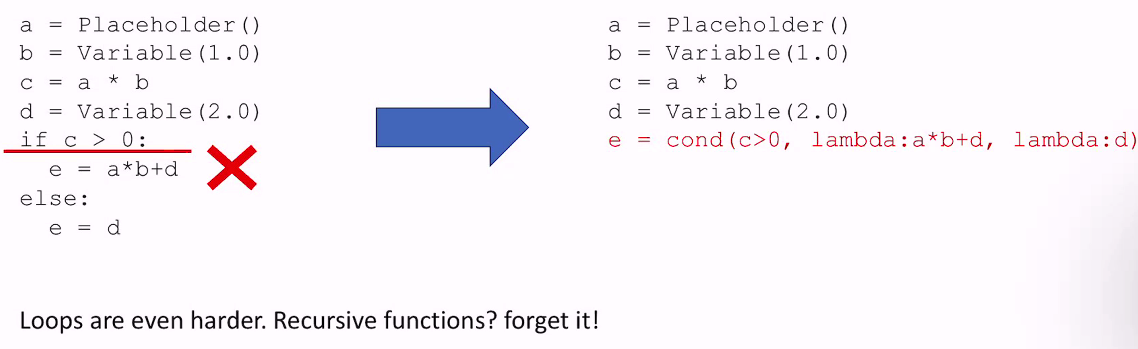 a = Placeholder()
b = Variable(1.0)
c = a * b
d = Variable(2.0)
if c > 0:
  e = a*b+d
else:
  e = d
a = Placeholder()
b = Variable(1.0)
c = a * b
d = Variable(2.0)
e = cond(c>0, lambda:a*b+d, lambda:d)
Loops are even harder. Recursive functions? forget it!